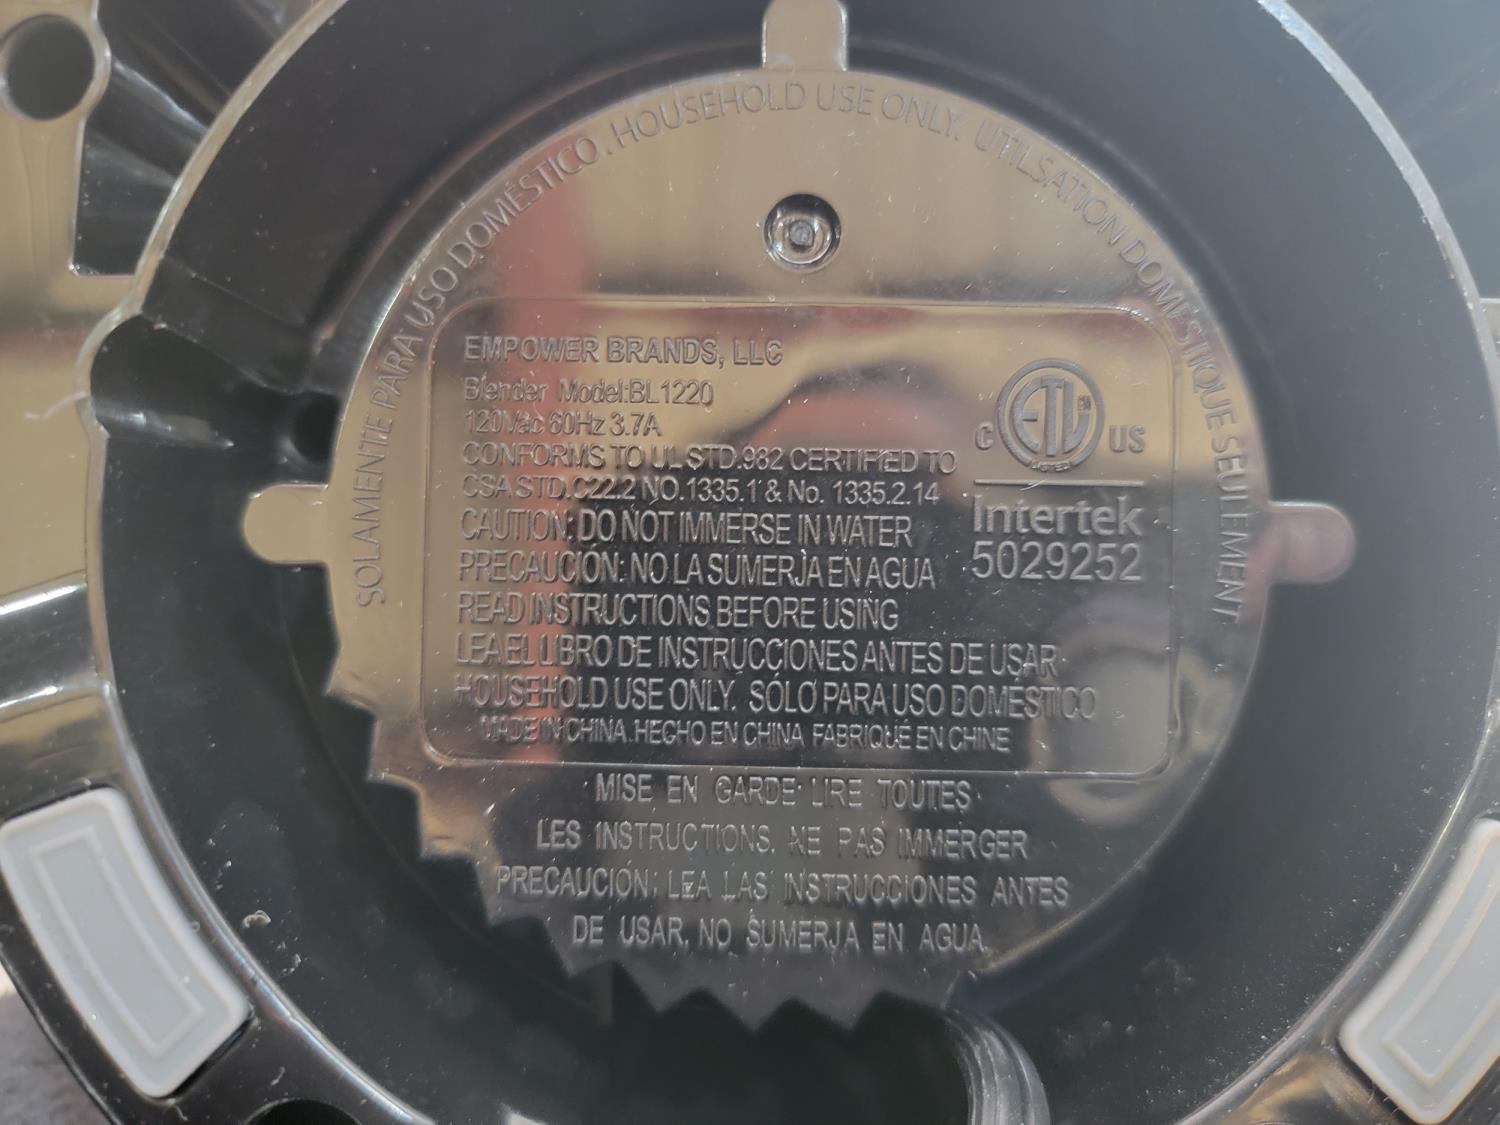 SOLAMENTE PARA USO DOMÉSTICO. HOUSEHOLD USE ONLY. UTILSATION DOMESTIQUE SEULEMENT
EMPOWER BRANDS, LLC
Blender Model:BL1220
120Vac 60Hz 3.7A
CONFORMS TO UL STD.982 CERTIFIED TO
CSA STD.C22.2 NO.1335.1 & No. 1335.2.14
CAUTION: DO NOT IMMERSE IN WATER
PRECAUCIÓN: NO LA SUMERJA EN AGUA
READ INSTRUCTIONS BEFORE USING
LEA EL LIBRO DE INSTRUCCIONES ANTES DE USAR
HOUSEHOLD USE ONLY. SÓLO PARA USO DOMÉSTICO
MADE IN CHINA.HECHO EN CHINA FABRIQUÉ EN CHINE
C ETL US
LISTED
Intertek
5029252
MISE EN GARDE: LIRE TOUTES
LES INSTRUCTIONS. NE PAS IMMERGER
PRECAUCIÓN: LEA LAS INSTRUCCIONES ANTES
DE USAR, NO SUMERJA EN AGUA.